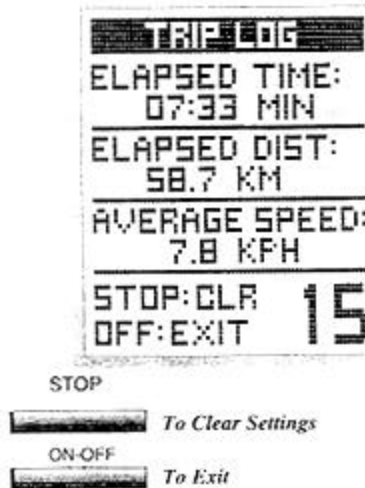 TRIP LOG
ELAPSED TIME:
07:33 MIN
ELAPSED DIST:
58.7 KM
AVERAGE SPEED:
7.8 KPH
STOP:CLR
OFF:EXIT
15
STOP
To Clear Settings
ON-OFF
To Exit